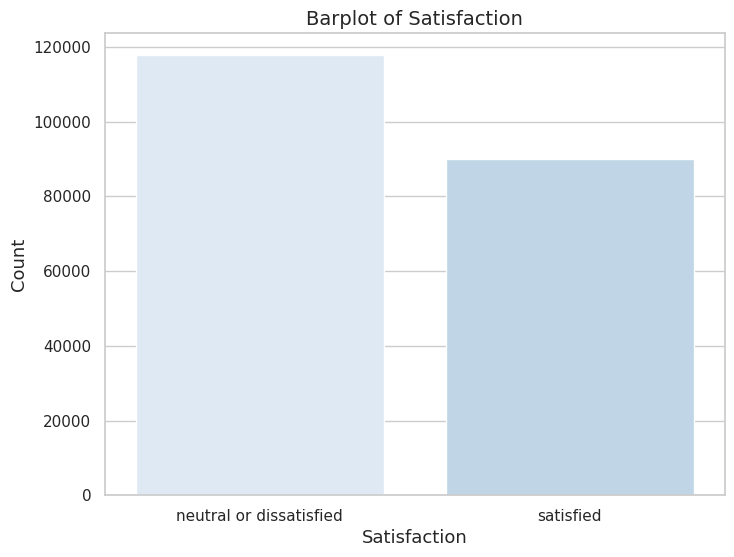 Barplot of Satisfaction
120000
100000
80000
60000
40000
20000
0
Count
neutral or dissatisfied
satisfied
Satisfaction